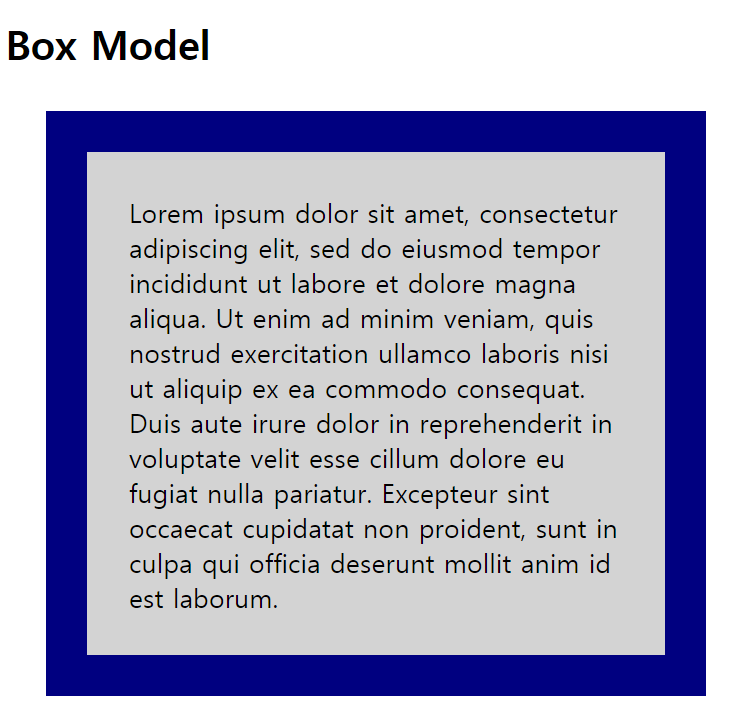 Box Model
Lorem ipsum dolor sit amet, consectetur
adipiscing elit, sed do eiusmod tempor
incididunt ut labore et dolore magna
aliqua. Ut enim ad minim veniam, quis
nostrud exercitation ullamco laboris nisi
ut aliquip ex ea commodo consequat.
Duis aute irure dolor in reprehenderit in
voluptate velit esse cillum dolore eu
fugiat nulla pariatur. Excepteur sint
occaecat cupidatat non proident, sunt in
culpa qui officia deserunt mollit anim id
est laborum.